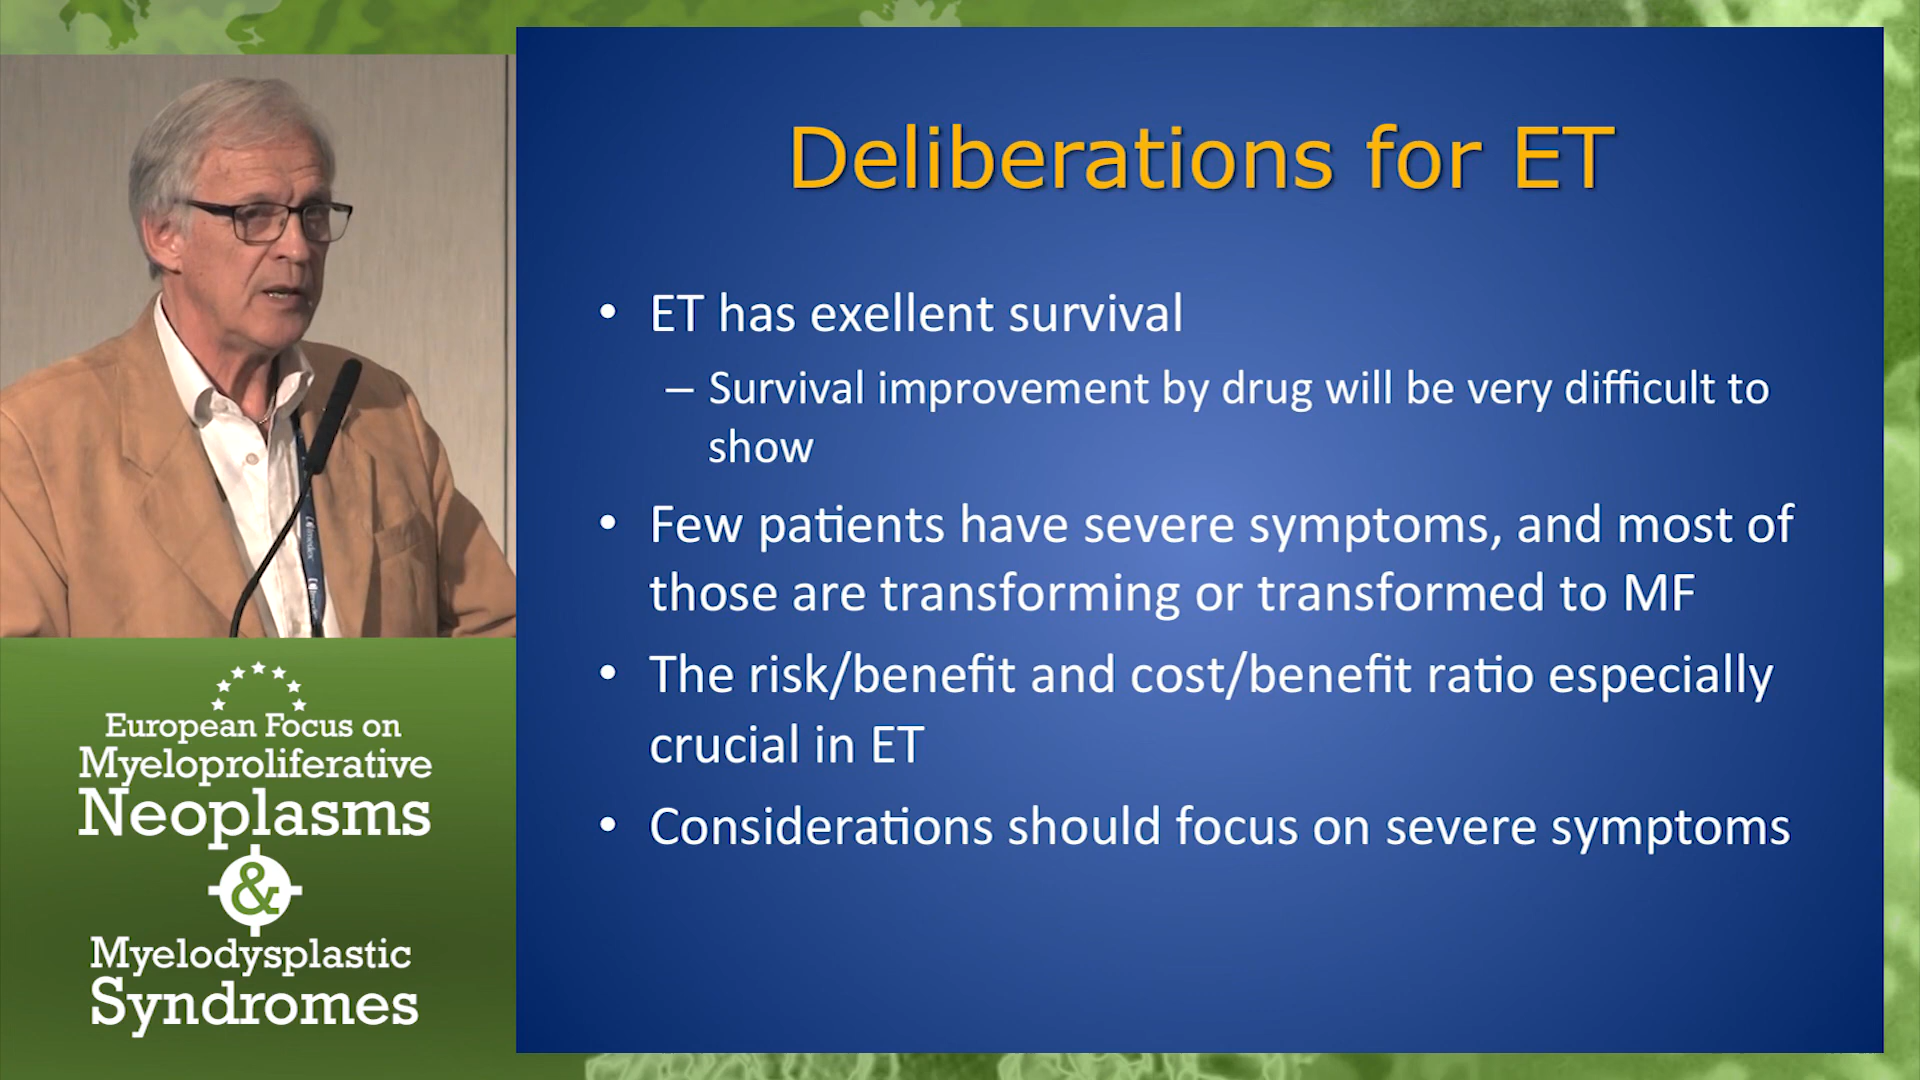 Deliberations for ET
• ET has exellent survival
– Survival improvement by drug will be very difficult to
show
• Few patients have severe symptoms, and most of
those are transforming or transformed to MF
• The risk/benefit and cost/benefit ratio especially
crucial in ET
• Considerations should focus on severe symptoms
European Focus on
Myeloproliferative
Neoplasms
&
Myelodysplastic
Syndromes